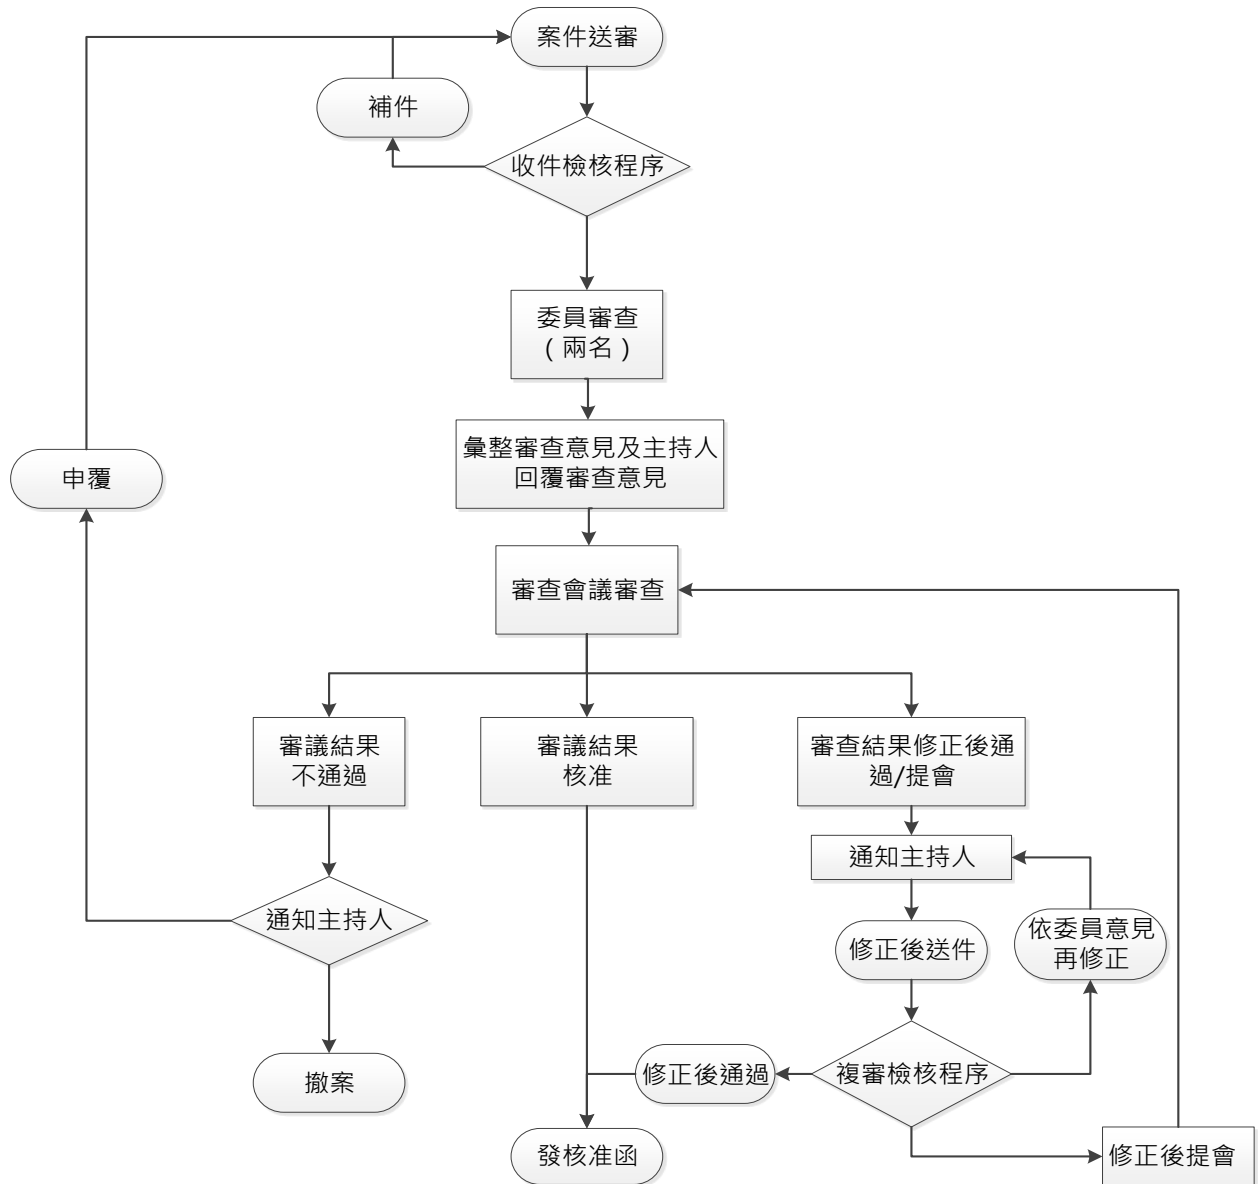 案件送審
補件
收件檢核程序
委員審查
（兩名）
彙整審查意見及主持人
回覆審查意見
申覆
審查會議審查
審議結果
不通過
審議結果
核准
審查結果修正後通
過/提會
通知主持人
通知主持人
修正後送件
依委員意見
再修正
撤案
修正後通過
複審檢核程序
發核准函
修正後提會